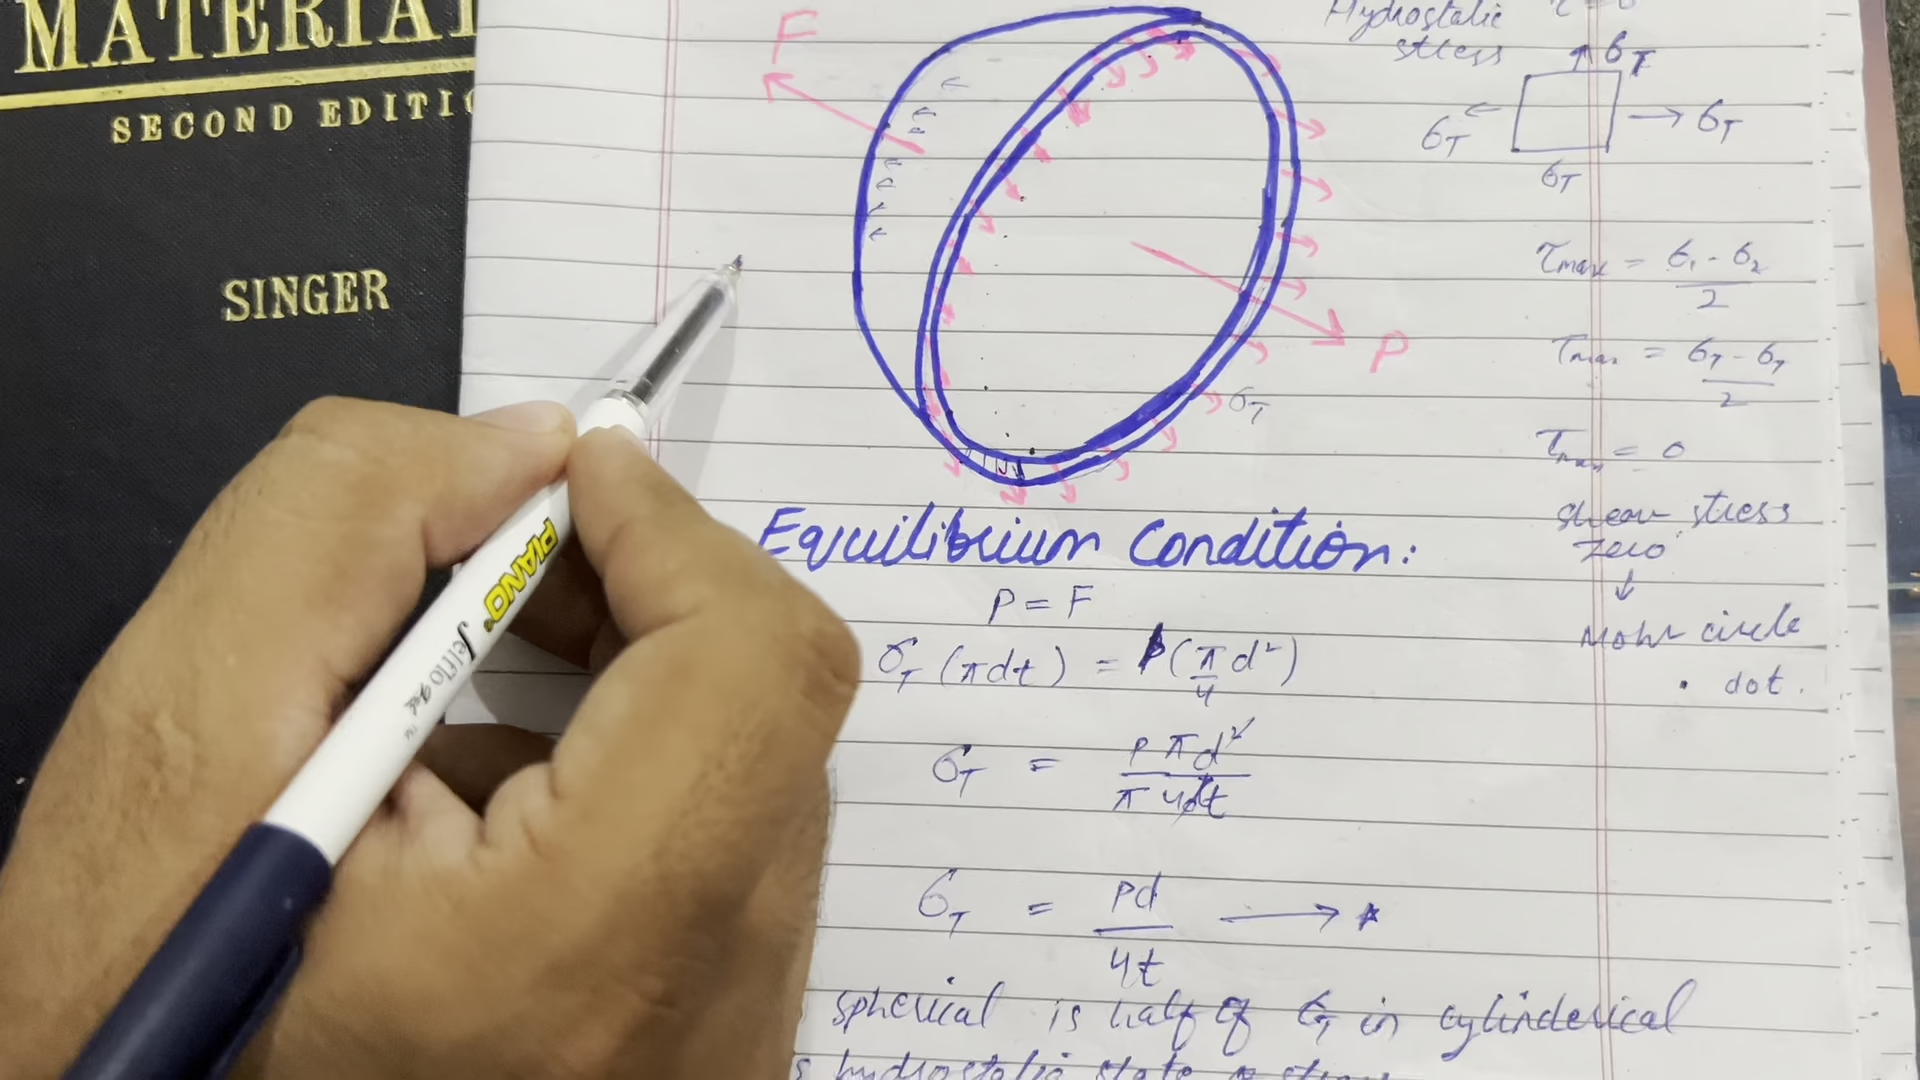 MATERIAL
SECOND EDITIO
SINGER
PIANO
F
P
σT
Hydrostatic
stress
σT
σT
σT
σT
τmax = σ1 - σ2
2
τmax = σT - σT
2
τmax = 0
shear stress
zero
↓
Mohr circle
. dot.
Equilibrium Condition:
P = F
σT (πdt) = P(π/4 d²)
σT = pπd²
π4dt
σT = pd
4t
spherical is half of σT in cylinderical